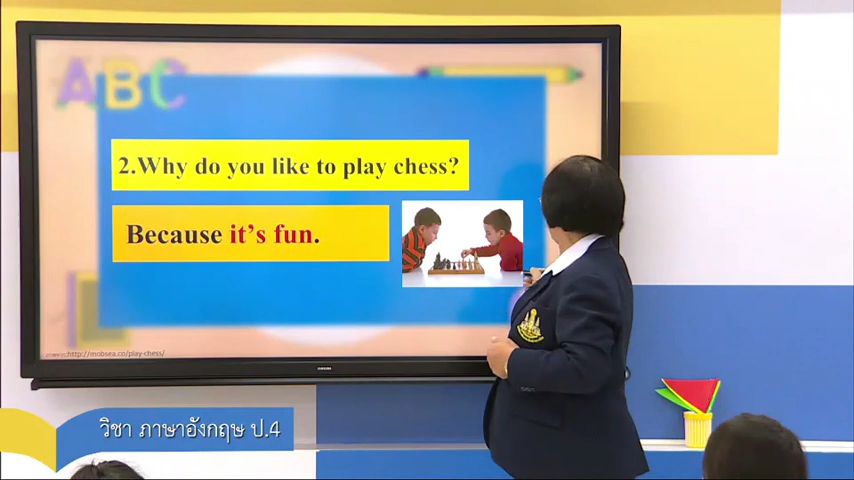 ABC
2.Why do you like to play chess?
Because it's fun.
http://mobsea.co/play-chess/
วิชา ภาษาอังกฤษ ป.4